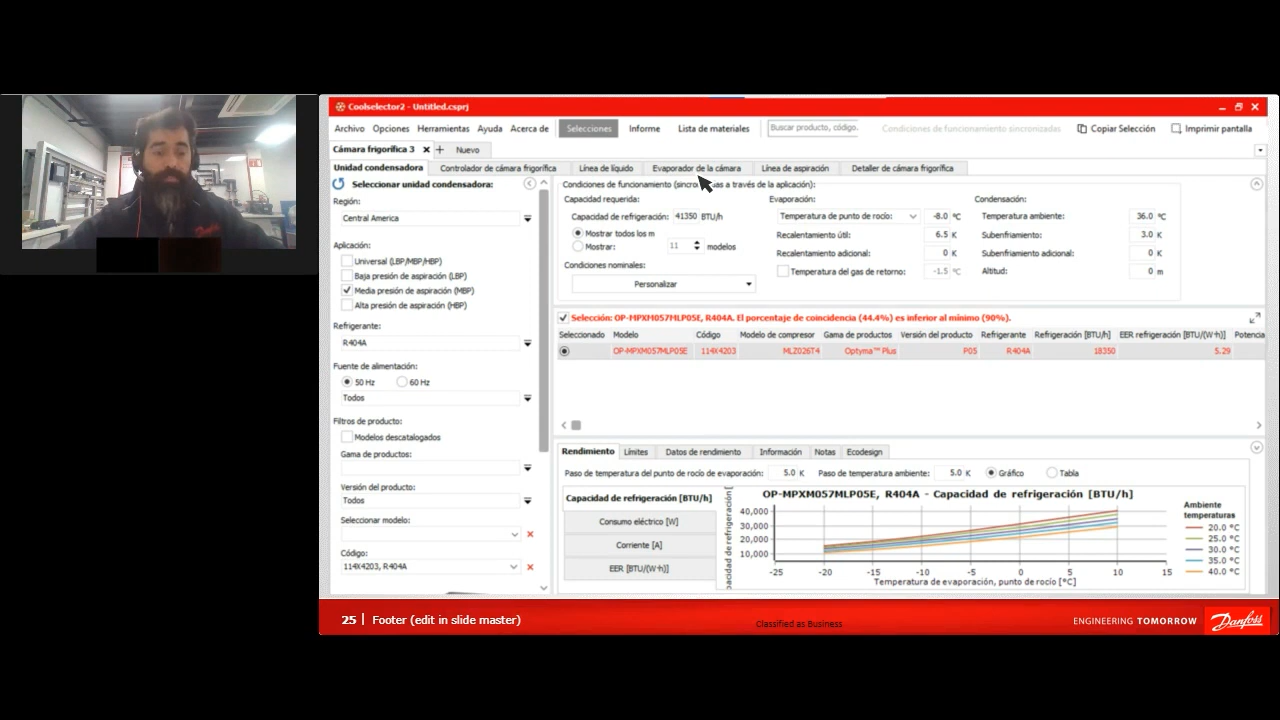 Coolselector2 - Untitled.csprj
Archivo Opciones Herramientas Ayuda Acerca de Selecciones Informe Lista de materiales Buscar producto, código. Condiciones de funcionamiento sincronizadas Copiar Selección Imprimir pantalla
Cámara frigorífica 3 Nuevo
Unidad condensadora Controlador de cámara frigorífica Línea de líquido Evaporador de la cámara Línea de aspiración Detaller de cámara frigorífica
Seleccionar unidad condensadora:
Región:
Central America
Aplicación:
Universal (LBP/MBP/HBP)
Baja presión de aspiración (LBP)
Media presión de aspiración (MBP)
Alta presión de aspiración (HBP)
Refrigerante:
R404A
Fuente de alimentación:
50 Hz 60 Hz
Todos
Filtros de producto:
Modelos descatalogados
Gama de productos:
Versión del producto:
Todos
Seleccionar modelo:
Código:
114X4203, R404A
Condiciones de funcionamiento (sincr as a través de la aplicación):
Capacidad requerida:
Capacidad de refrigeración: 41350 BTU/h
Mostrar todos los m
Mostrar: 11 modelos
Condiciones nominales:
Personalizar
Evaporación:
Temperatura de punto de rocío: -8.0 °C
Recalentamiento útil: 6.5 K
Recalentamiento adicional: 0 K
Temperatura del gas de retorno: -1.5 °C
Condensación:
Temperatura ambiente: 36.0 °C
Subenfriamiento: 3.0 K
Subenfriamiento adicional: 0 K
Altitud: 0 m
Selección: OP-MPXM057MLP05E, R404A. El porcentaje de coincidencia (44.4%) es inferior al mínimo (90%).
Seleccionado Modelo Código Modelo de compresor Gama de productos Versión del producto Refrigerante Refrigeración [BTU/h] EER refrigeración [BTU/(W·h)] Potencia
OP-MPXM057MLP05E 114X4203 MLZ026T4 Optyma™ Plus P05 R404A 18350 5.29
Rendimiento Límites Datos de rendimiento Información Notas Ecodesign
Paso de temperatura del punto de rocío de evaporación: 5.0 K Paso de temperatura ambiente: 5.0 K Gráfico Tabla
Capacidad de refrigeración [BTU/h]
Consumo eléctrico [W]
Corriente [A]
EER [BTU/(W·h)]
OP-MPXM057MLP05E, R404A - Capacidad de refrigeración [BTU/h]
pacidad de refrigeración [
40,000
30,000
20,000
10,000
-25 -20 -15 -10 -5 0 5 10 15
Temperatura de evaporación, punto de rocío [°C]
Ambiente
temperaturas
20.0 °C
25.0 °C
30.0 °C
35.0 °C
40.0 °C
25 | Footer (edit in slide master)
Classified as Business
ENGINEERING TOMORROW
Danfoss